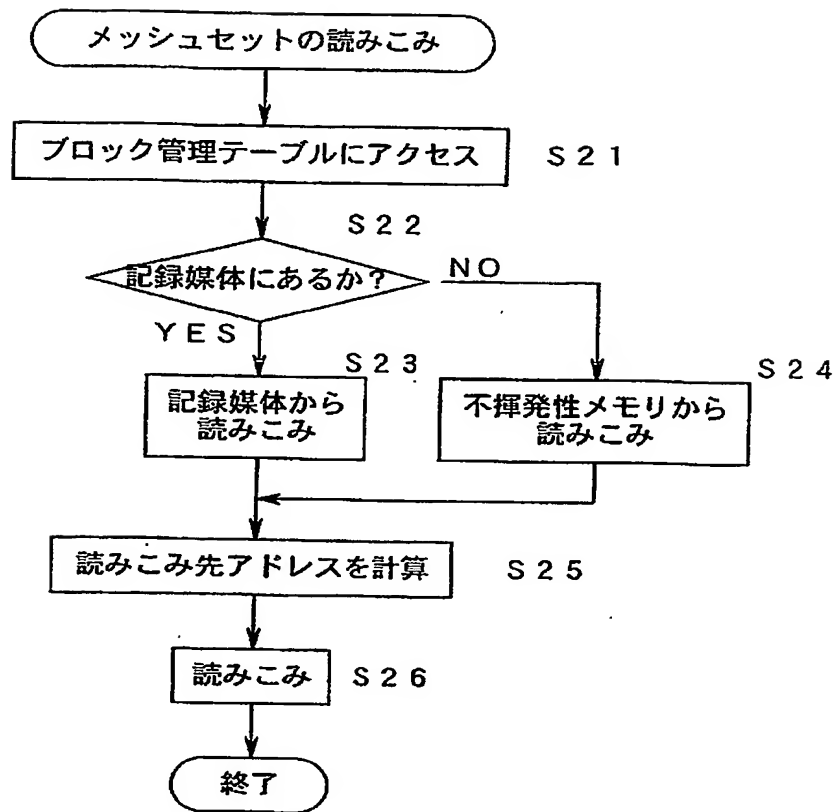 メッシュセットの読みこみ
ブロック管理テーブルにアクセス
S21
S22
記録媒体にあるか?
NO
YES
S23
S24
記録媒体から
読みこみ
不揮発性メモリから
読みこみ
読みこみ先アドレスを計算
S25
読みこみ
S26
終了